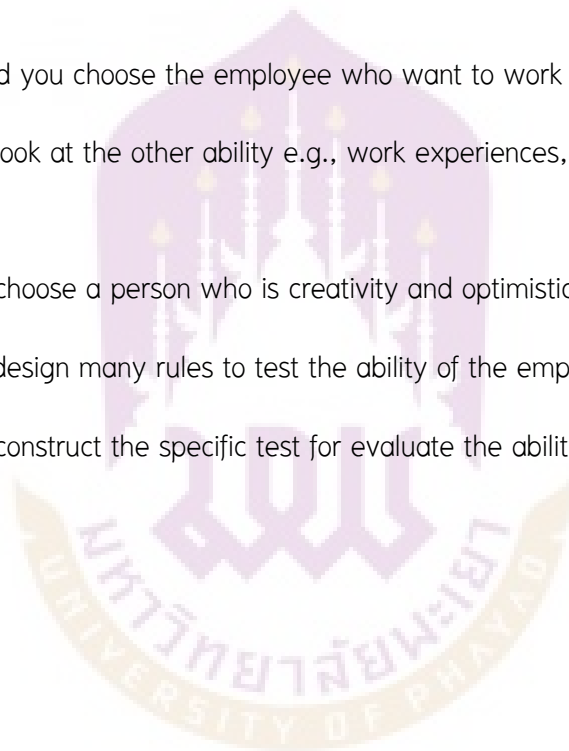 d you choose the employee who want to work
ook at the other ability e.g., work experiences,
choose a person who is creativity and optimistic
design many rules to test the ability of the emp
construct the specific test for evaluate the abilit
มหาวิทยาลัยพะเยา
UNIVERSITY OF PHAYAO